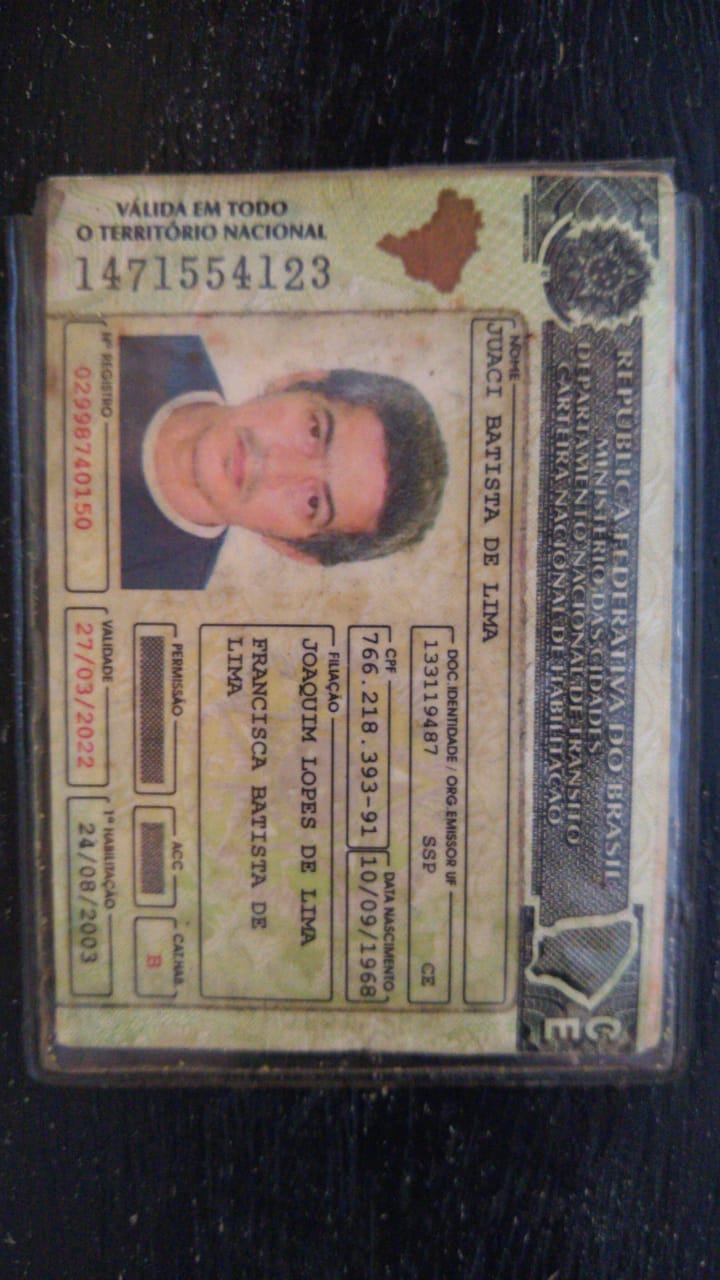 REPÚBLICA FEDERATIVA DO BRASIL
MINISTÉRIO DAS CIDADES
DEPARTAMENTO NACIONAL DE TRÂNSITO
CARTEIRA NACIONAL DE HABILITAÇÃO
CE
NOME
JUACI BATISTA DE LIMA
DOC. IDENTIDADE / ORG. EMISSOR UF
133119487 SSP CE
CPF DATA NASCIMENTO
766.218.393-91 10/09/1968
FILIAÇÃO
JOAQUIM LOPES DE LIMA
FRANCISCA BATISTA DE
LIMA
PERMISSÃO ACC CAT.HAB.
B
Nº REGISTRO VALIDADE 1ª HABILITAÇÃO
02998740150 27/03/2022 24/08/2003
VÁLIDA EM TODO
O TERRITÓRIO NACIONAL
1471554123